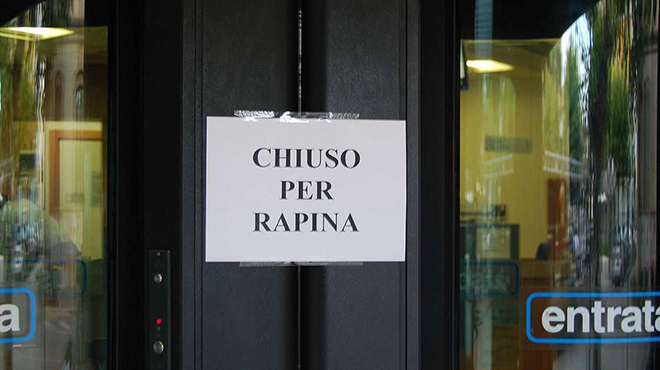 CHIUSO
PER
RAPINA
a
entrata